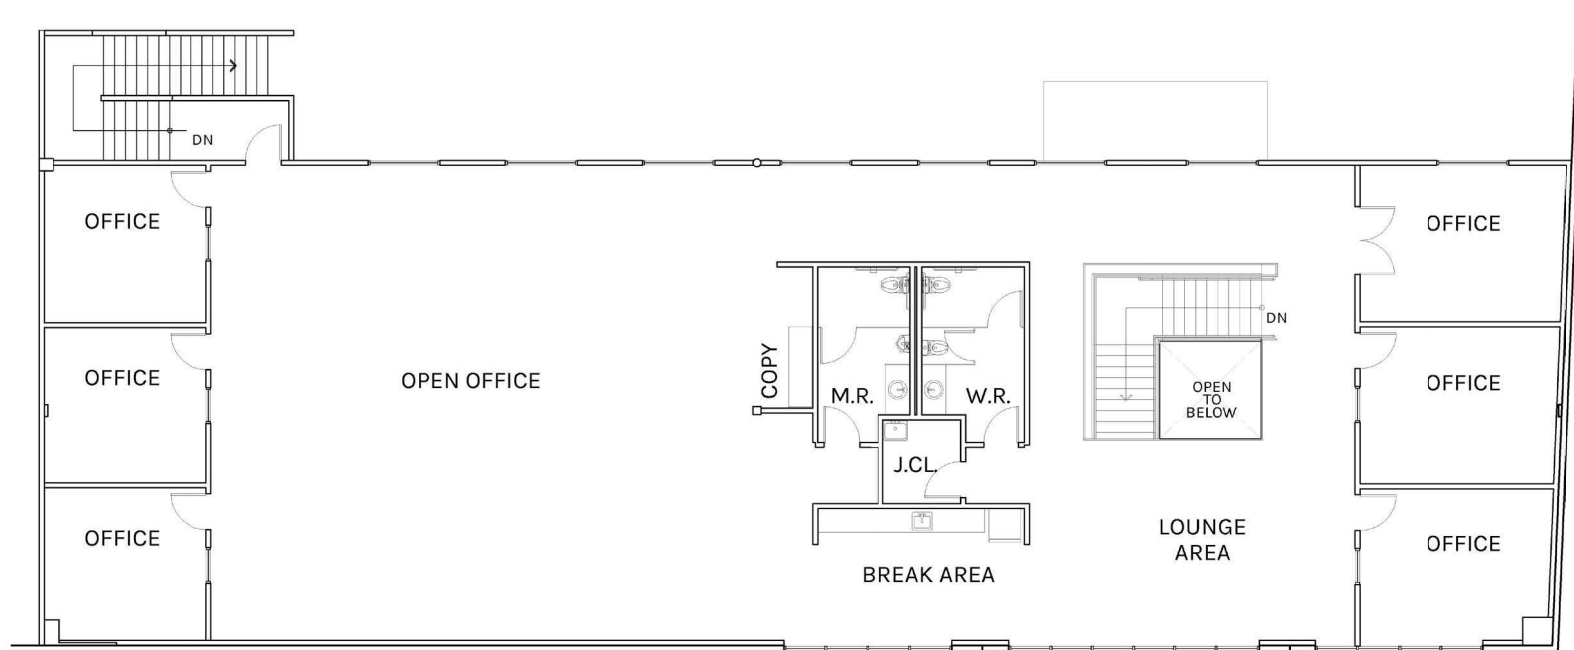 DN
OFFICE
OFFICE
OFFICE
OPEN OFFICE
COPY
M.R.
W.R.
J.CL.
BREAK AREA
DN
OPEN
TO
BELOW
LOUNGE
AREA
OFFICE
OFFICE
OFFICE